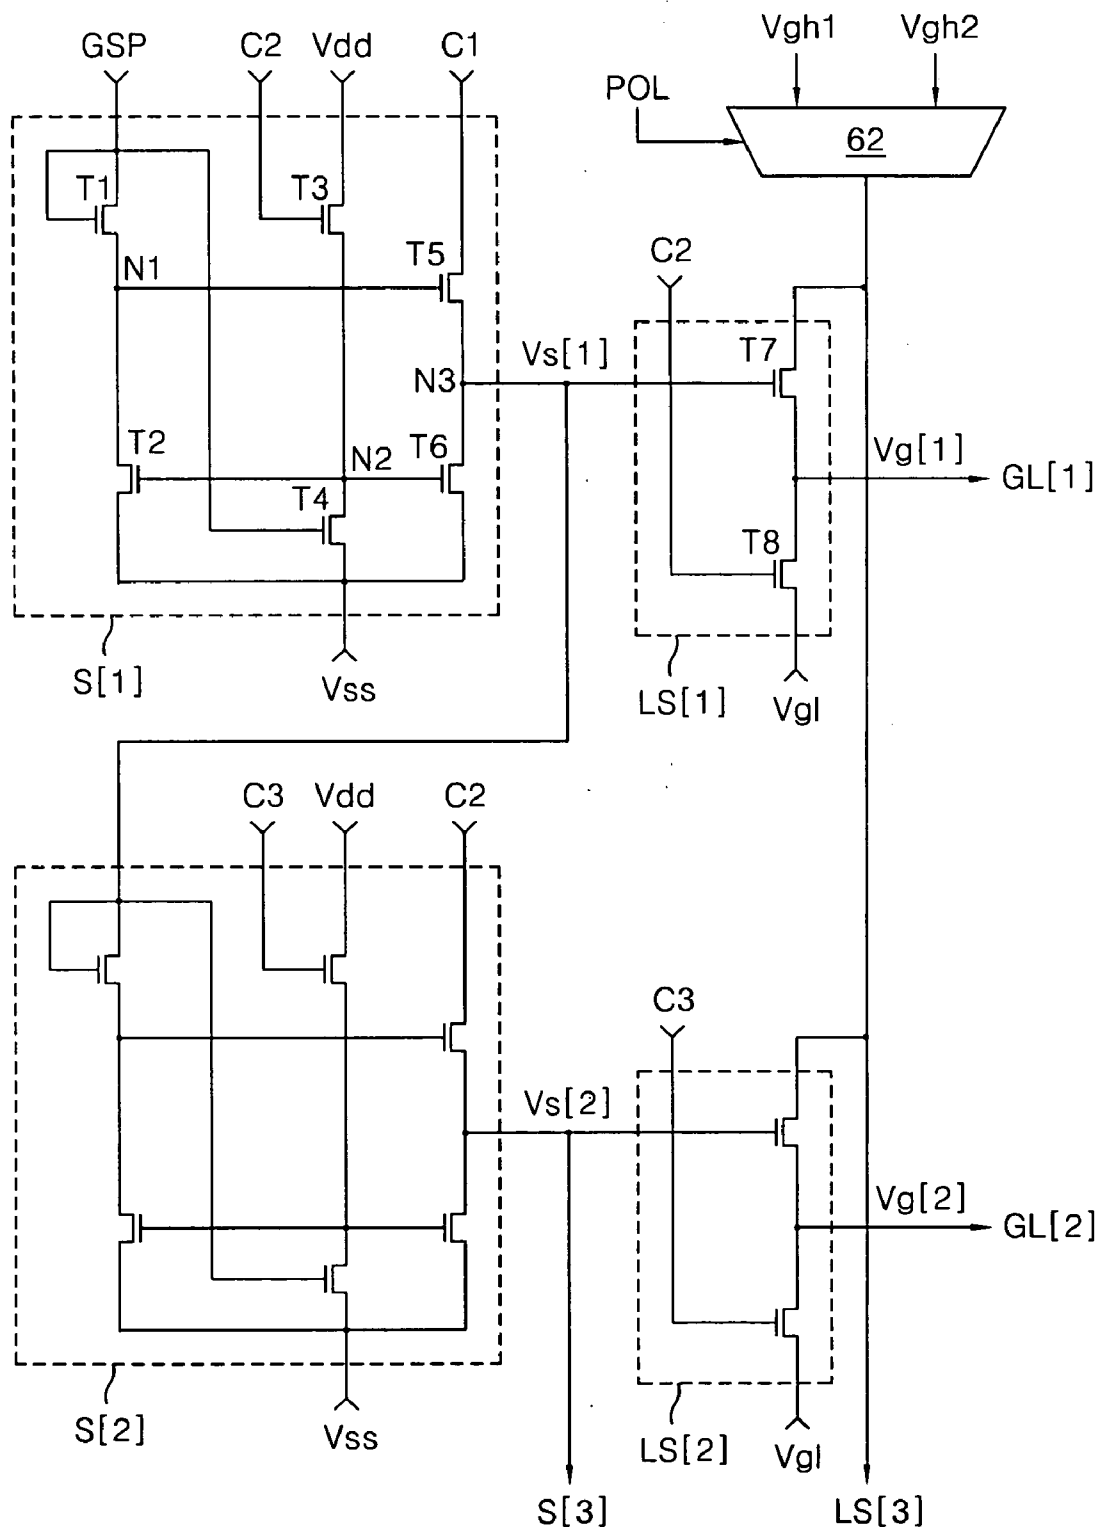 Vgh1 Vgh2
GSP C2 Vdd C1
POL
62
T1 T3
C2
T5
N1
Vs[1] T7
N3
T2 T6
N2 Vg[1]
GL[1]
T4
T8
S[1] Vss LS[1] Vgl
C3 Vdd C2
C3
Vs[2]
Vg[2]
GL[2]
S[2] Vss LS[2] Vgl
S[3] LS[3]